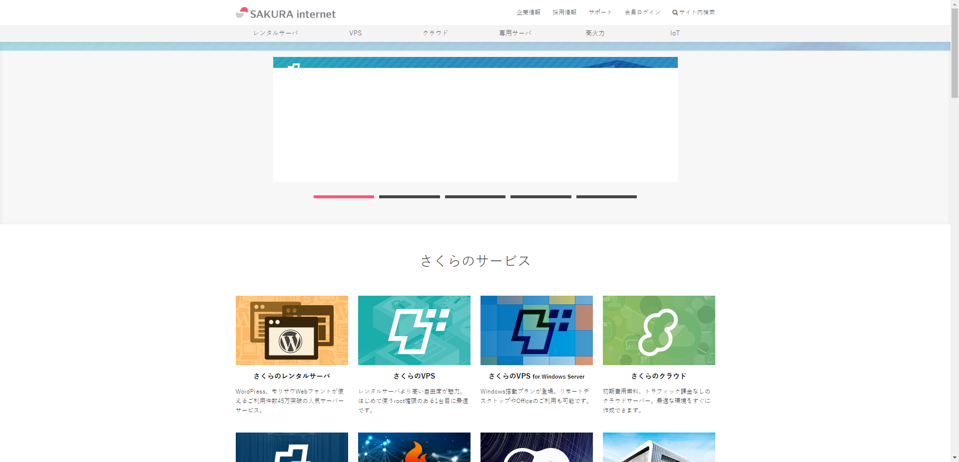 SAKURA internet
企業情報 採用情報 サポート 会員ログイン サイト内検索
レンタルサーバ VPS クラウド 専用サーバ 高火力 IoT
さくらのサービス
さくらのレンタルサーバ
WordPress、モリサワWebフォントが使
えるご利用件数45万突破の人気サーバー
サービス。
さくらのVPS
レンタルサーバより高い自由度が魅力。
はじめて使うroot権限のある1台目に最適
です。
さくらのVPS for Windows Server
Windows搭載プランが登場。リモートデ
スクトップやOfficeのご利用も可能です。
さくらのクラウド
初期費用無料、トラフィック課金なしの
クラウドサーバー。最適な環境をすぐに
作成できます。